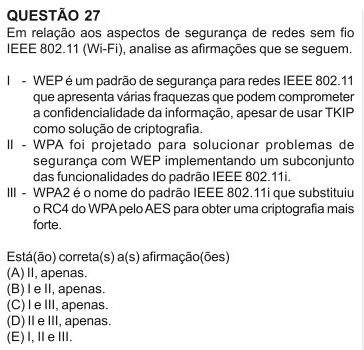 QUESTÃO 27
Em relação aos aspectos de segurança de redes sem fio
IEEE 802.11 (Wi-Fi), analise as afirmações que se seguem.
I - WEP é um padrão de segurança para redes IEEE 802.11
que apresenta várias fraquezas que podem comprometer
a confidencialidade da informação, apesar de usar TKIP
como solução de criptografia.
II - WPA foi projetado para solucionar problemas de
segurança com WEP implementando um subconjunto
das funcionalidades do padrão IEEE 802.11i.
III - WPA2 é o nome do padrão IEEE 802.11i que substituiu
o RC4 do WPA pelo AES para obter uma criptografia mais
forte.
Está(ão) correta(s) a(s) afirmação(ões)
(A) II, apenas.
(B) I e II, apenas.
(C) I e III, apenas.
(D) II e III, apenas.
(E) I, II e III.